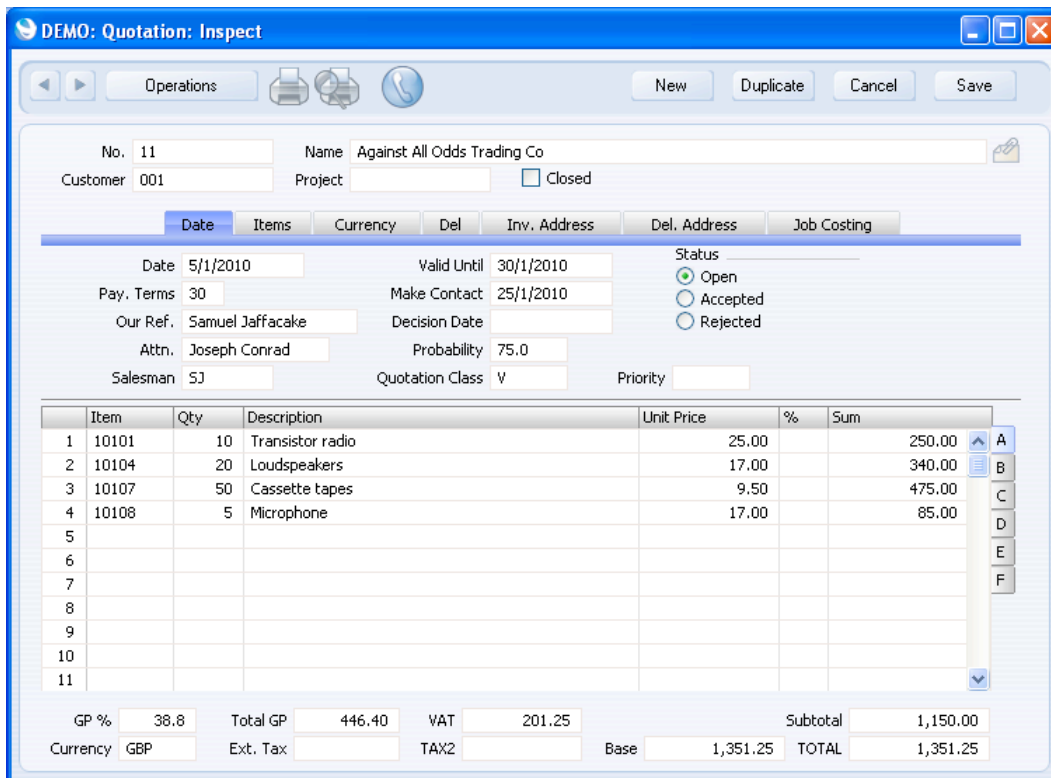 DEMO: Quotation: Inspect
Operations New Duplicate Cancel Save
No. 11 Name Against All Odds Trading Co
Customer 001 Project Closed
Date Items Currency Del Inv. Address Del. Address Job Costing
Date 5/1/2010 Valid Until 30/1/2010 Status
Open
Pay. Terms 30 Make Contact 25/1/2010 Accepted
Our Ref. Samuel Jaffacake Decision Date Rejected
Attn. Joseph Conrad Probability 75.0
Salesman SJ Quotation Class V Priority
Item Qty Description Unit Price % Sum
1 10101 10 Transistor radio 25.00 250.00 A
2 10104 20 Loudspeakers 17.00 340.00 B
3 10107 50 Cassette tapes 9.50 475.00 C
4 10108 5 Microphone 17.00 85.00 D
5
6 E
7 F
8
9
10
11
GP % 38.8 Total GP 446.40 VAT 201.25 Subtotal 1,150.00
Currency GBP Ext. Tax TAX2 Base 1,351.25 TOTAL 1,351.25